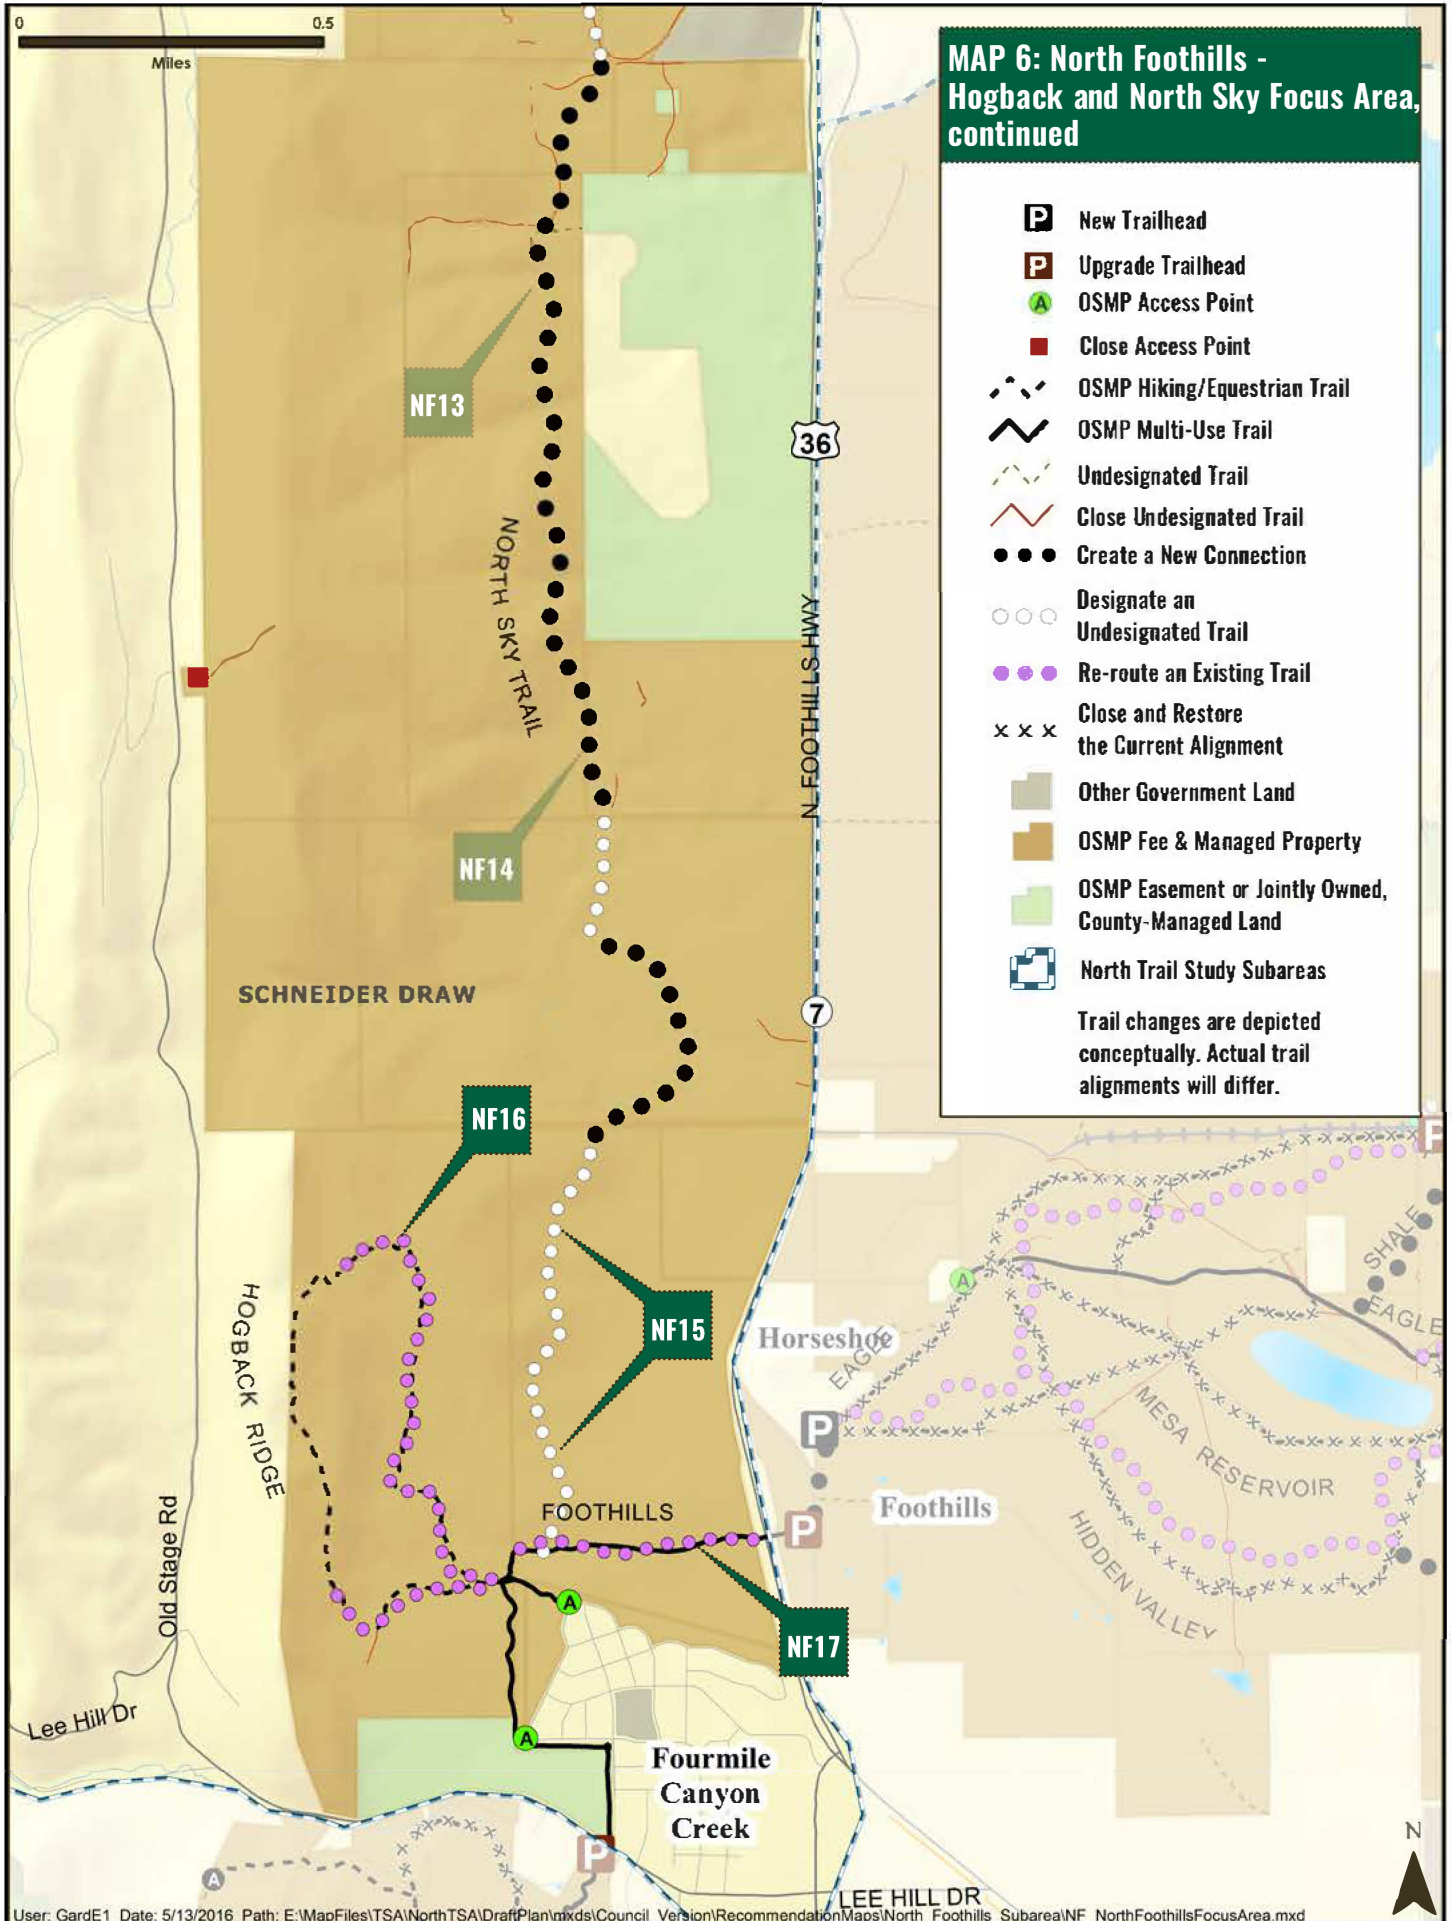 0 0.5
Miles
MAP 6: North Foothills -
Hogback and North Sky Focus Area,
continued
P New Trailhead
P Upgrade Trailhead
A OSMP Access Point
Close Access Point
OSMP Hiking/Equestrian Trail
OSMP Multi-Use Trail
Undesignated Trail
Close Undesignated Trail
Create a New Connection
Designate an
Undesignated Trail
Re-route an Existing Trail
Close and Restore
the Current Alignment
Other Government Land
OSMP Fee & Managed Property
OSMP Easement or Jointly Owned,
County-Managed Land
North Trail Study Subareas
Trail changes are depicted
conceptually. Actual trail
alignments will differ.
NF13
36
NORTH SKY TRAIL
N FOOTHILLS HWY
NF14
SCHNEIDER DRAW
7
NF16
P
SHALE
A
EAGLE
NF15
Horseshoe
EAGLE
HOGBACK RIDGE
P
MESA RESERVOIR
Foothills
FOOTHILLS
P
HIDDEN VALLEY
Old Stage Rd
A
NF17
Lee Hill Dr
A
Fourmile
Canyon
Creek
P
A
N
LEE HILL DR
User: GardE1 Date: 5/13/2016 Path: E:\MapFiles\TSA\NorthTSA\DraftPlan\mxds\Council_Version\RecommendationMaps\North_Foothills_Subarea\NF_NorthFoothillsFocusArea.mxd